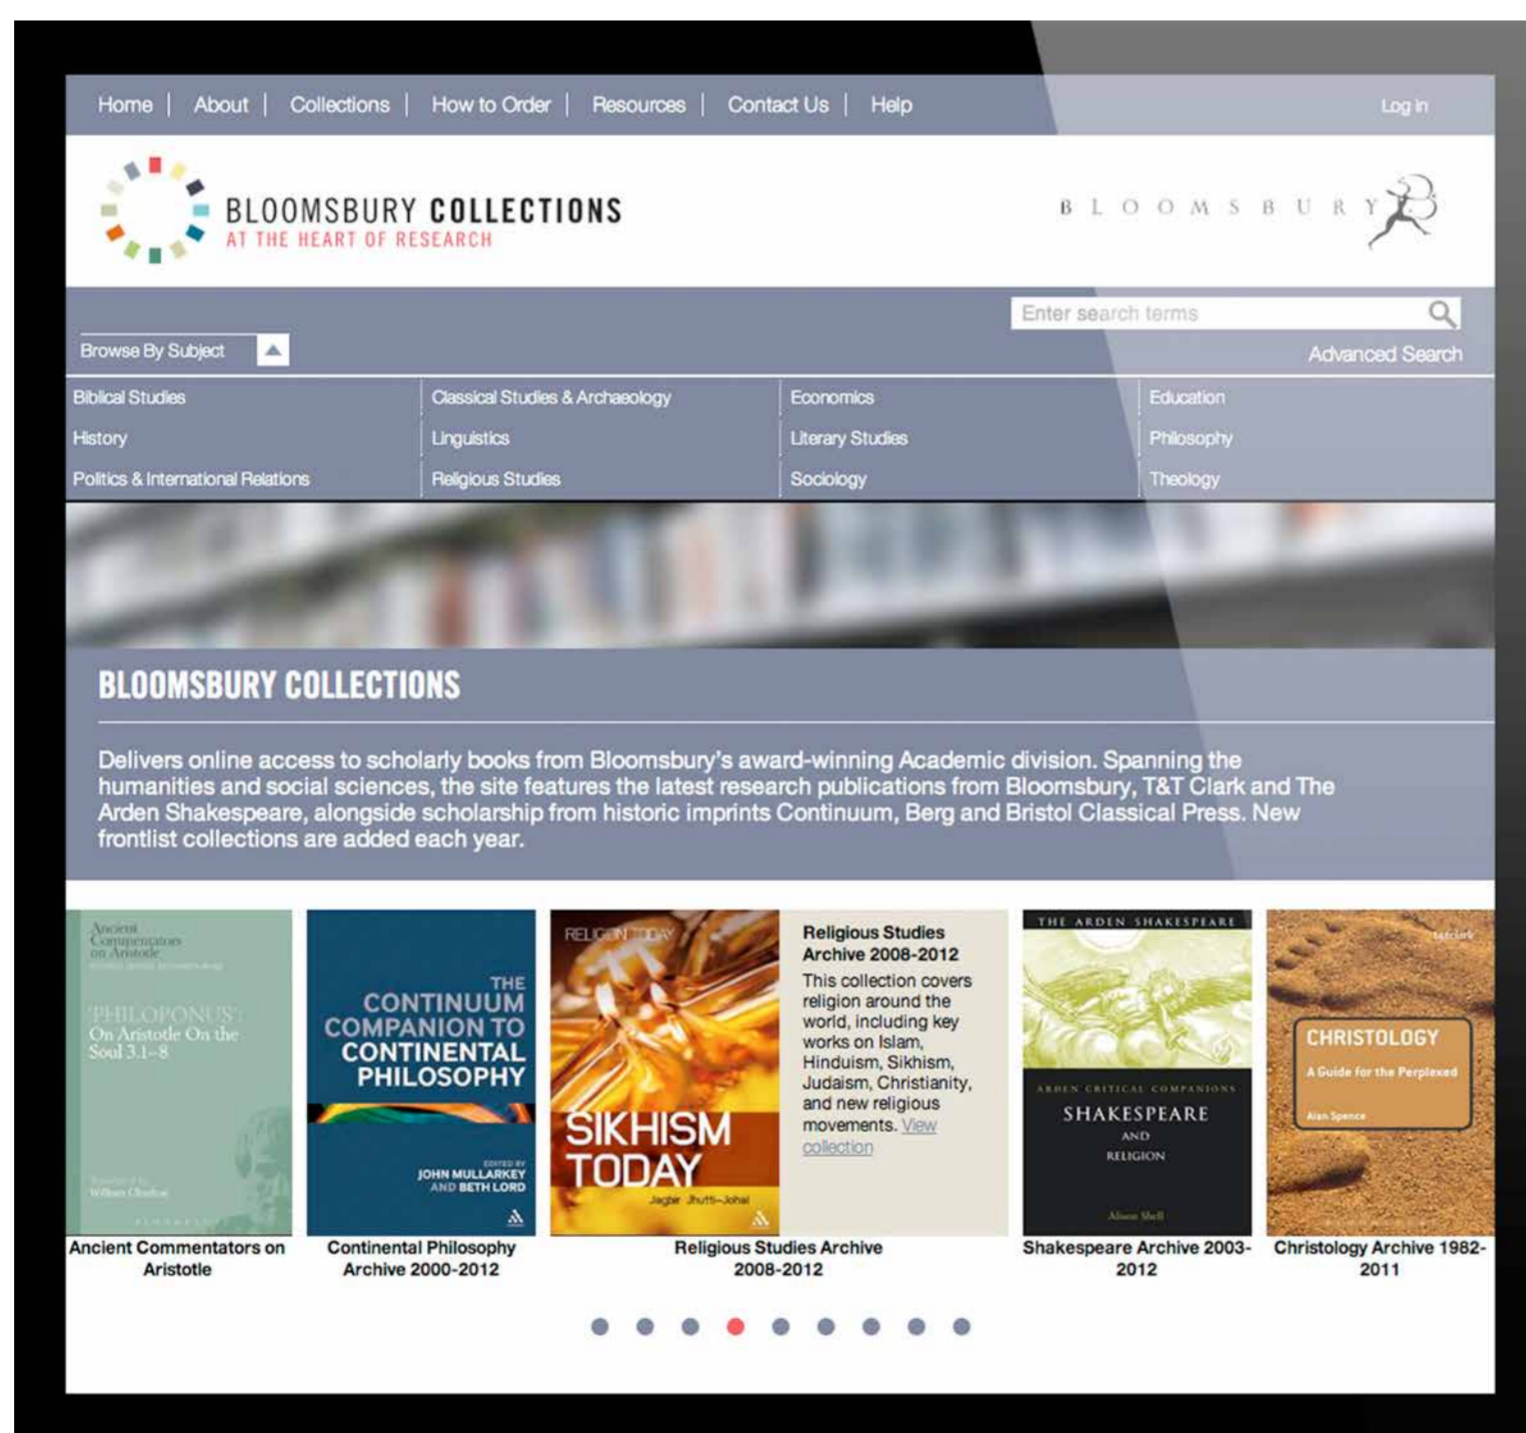 Home | About | Collections | How to Order | Resources | Contact Us | Help
Log in
BLOOMSBURY COLLECTIONS
AT THE HEART OF RESEARCH
BLOOMSBURY
Enter search terms
Browse By Subject
Advanced Search
Biblical Studies
Classical Studies & Archaeology
Economics
Education
History
Linguistics
Literary Studies
Philosophy
Politics & International Relations
Religious Studies
Sociology
Theology
BLOOMSBURY COLLECTIONS
Delivers online access to scholarly books from Bloomsbury's award-winning Academic division. Spanning the
humanities and social sciences, the site features the latest research publications from Bloomsbury, T&T Clark and The
Arden Shakespeare, alongside scholarship from historic imprints Continuum, Berg and Bristol Classical Press. New
frontlist collections are added each year.
Ancient
Commentators
on Aristotle
'PHILOPONUS':
On Aristotle On the
Soul 3.1–8
William Charlton
BLOOMSBURY
THE
CONTINUUM
COMPANION TO
CONTINENTAL
PHILOSOPHY
EDITED BY
JOHN MULLARKEY
AND BETH LORD
RELIGION TODAY
SIKHISM
TODAY
Jagbir Jhutti-Johal
Religious Studies
Archive 2008-2012
This collection covers
religion around the
world, including key
works on Islam,
Hinduism, Sikhism,
Judaism, Christianity,
and new religious
movements. View
collection
THE ARDEN SHAKESPEARE
ARDEN CRITICAL COMPANIONS
SHAKESPEARE
AND
RELIGION
Alison Shell
t&t clark
CHRISTOLOGY
A Guide for the Perplexed
Alan Spence
Ancient Commentators on
Aristotle
Continental Philosophy
Archive 2000-2012
Religious Studies Archive
2008-2012
Shakespeare Archive 2003-
2012
Christology Archive 1982-
2011